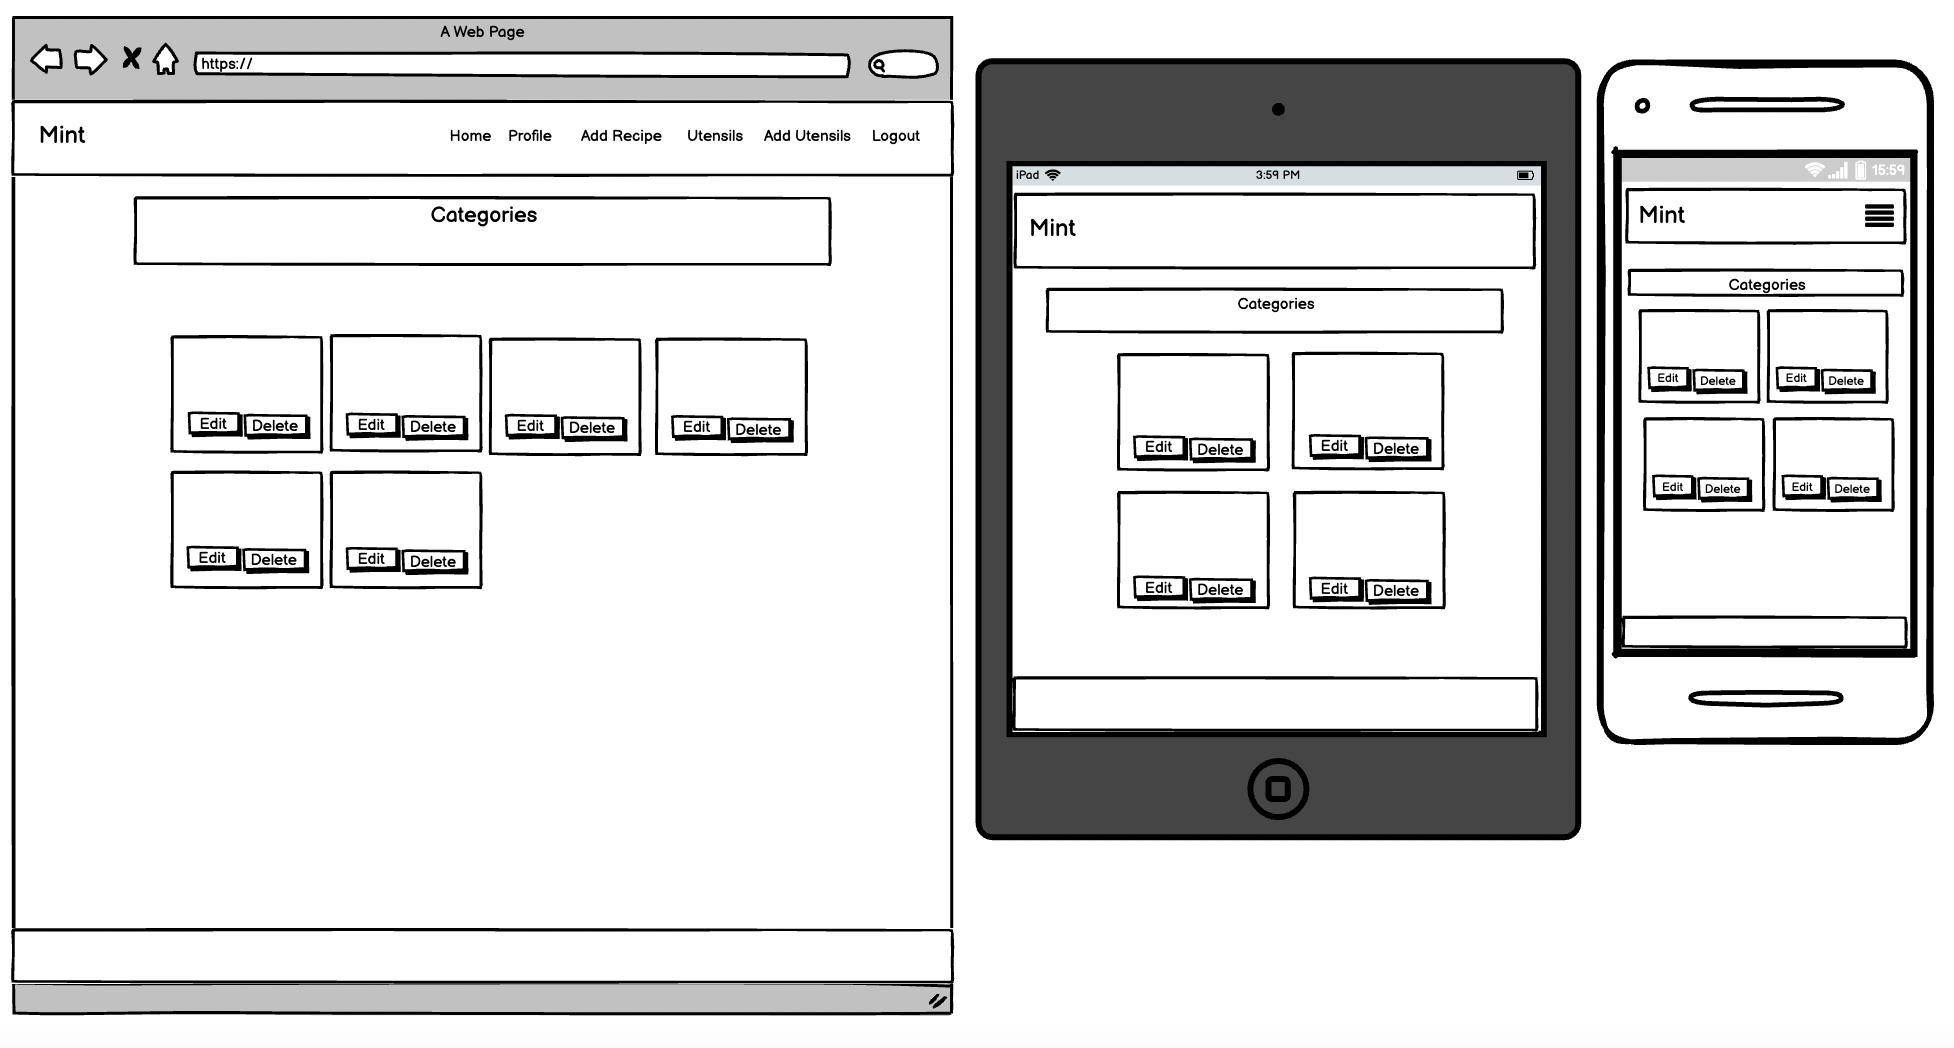 A Web Page
https://
Mint
Home Profile Add Recipe Utensils Add Utensils Logout
Categories
Edit Delete Edit Delete Edit Delete Edit Delete
Edit Delete Edit Delete
iPad 3:59 PM
Mint
Categories
Edit Delete Edit Delete
Edit Delete Edit Delete
15:59
Mint
Categories
Edit Delete Edit Delete
Edit Delete Edit Delete